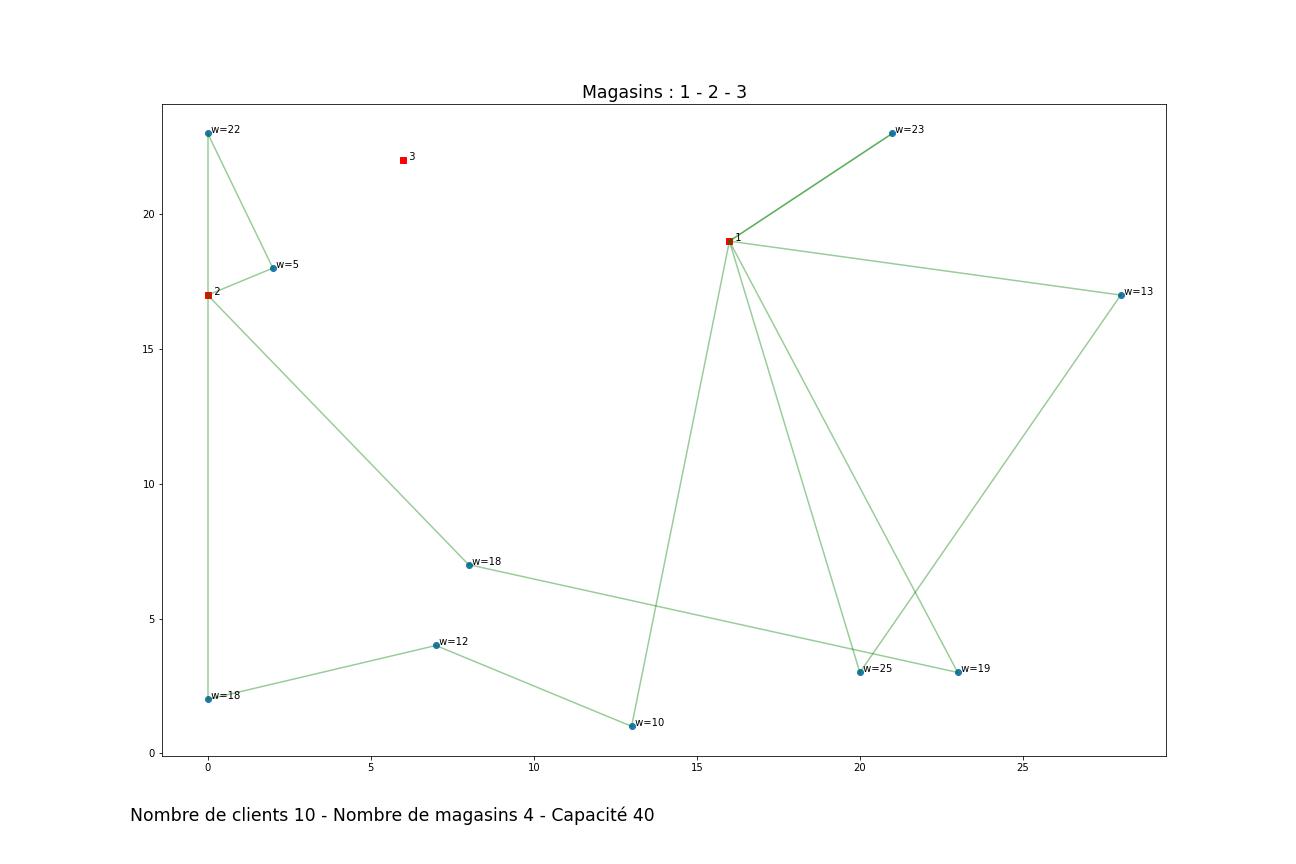 Magasins : 1 - 2 - 3
w=22
w=23
3
1
w=5
2
w=13
w=18
w=12
w=25
w=19
w=18
w=10
20
15
10
5
0
0 5 10 15 20 25
Nombre de clients 10 - Nombre de magasins 4 - Capacité 40